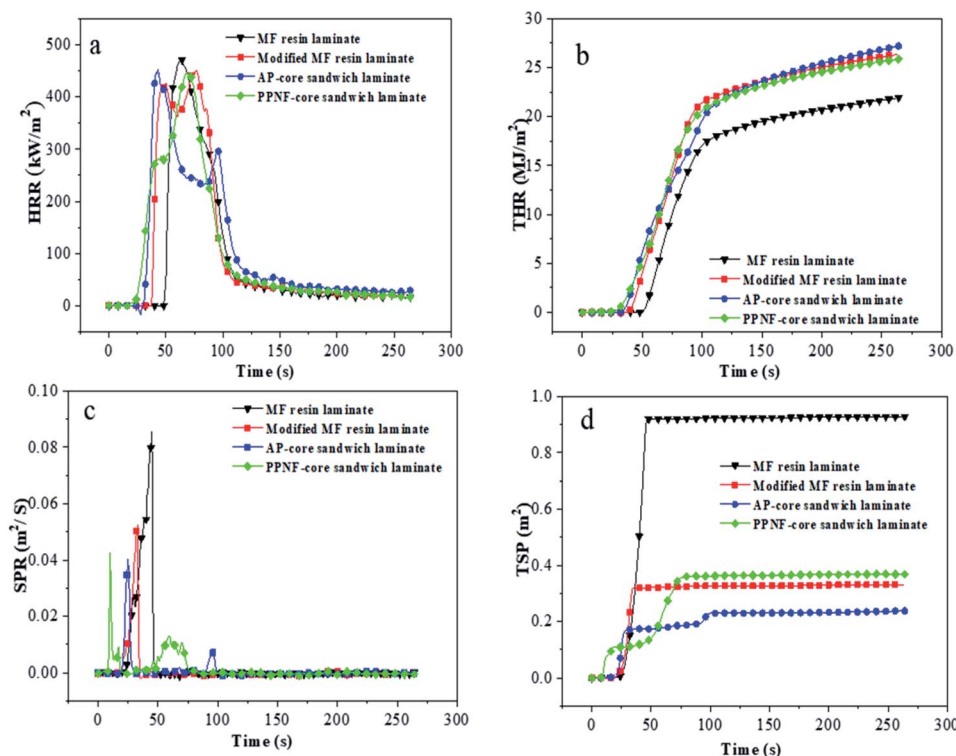 a
MF resin laminate
Modified MF resin laminate
AP-core sandwich laminate
PPNF-core sandwich laminate
HRR ( kW/m²)
500
400
300
200
100
0
0 50 100 150 200 250 300
Time (s)
b
THR (MJ/m²)
30
25
20
15
10
5
0
MF resin laminate
Modified MF resin laminate
AP-core sandwich laminate
PPNF-core sandwich laminate
0 50 100 150 200 250 300
Time (s)
c
MF resin laminate
Modified MF resin laminate
AP-core sandwich laminate
PPNF-core sandwich laminate
SPR (m²/ S)
0.10
0.08
0.06
0.04
0.02
0.00
0 50 100 150 200 250 300
Time (s)
d
TSP (m²)
1.0
0.8
0.6
0.4
0.2
0.0
MF resin laminate
Modified MF resin laminate
AP-core sandwich laminate
PPNF-core sandwich laminate
0 50 100 150 200 250 300
Time (s)